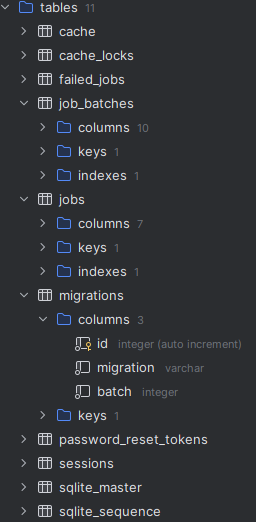 tables 11
cache
cache_locks
failed_jobs
job_batches
columns 10
keys 1
indexes 1
jobs
columns 7
keys 1
indexes 1
migrations
columns 3
id integer (auto increment)
migration varchar
batch integer
keys 1
password_reset_tokens
sessions
sqlite_master
sqlite_sequence